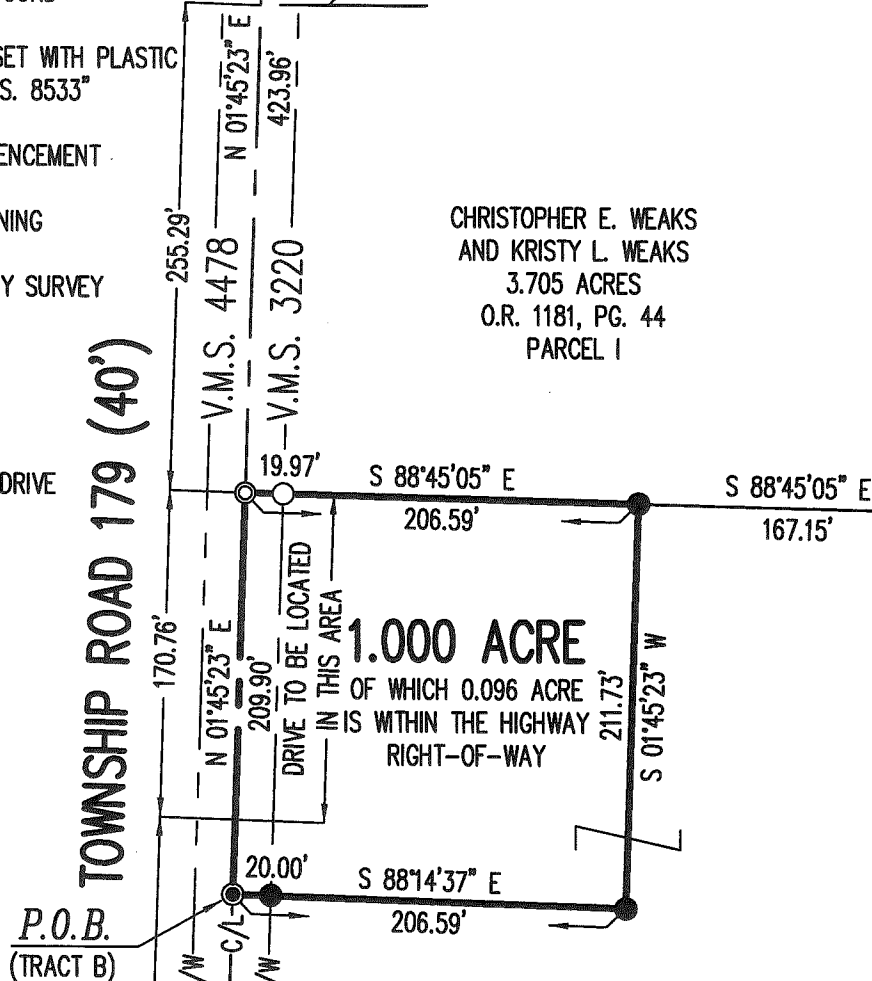 SET WITH PLASTIC
S. 8533"
ENCEMENT
NING
Y SURVEY
DRIVE
N 01°45'23" E
423.96'
255.29'
V.M.S. 4478
V.M.S. 3220
CHRISTOPHER E. WEAKS
AND KRISTY L. WEAKS
3.705 ACRES
O.R. 1181, PG. 44
PARCEL I
TOWNSHIP ROAD 179 (40')
19.97'
S 88°45'05" E
206.59'
S 88°45'05" E
167.15'
170.76'
N 01°45'23" E
209.90'
DRIVE TO BE LOCATED
IN THIS AREA
1.000 ACRE
OF WHICH 0.096 ACRE
IS WITHIN THE HIGHWAY
RIGHT-OF-WAY
211.73'
S 01°45'23" W
20.00'
S 88°14'37" E
206.59'
P.O.B.
(TRACT B)
C/L
/W
/W